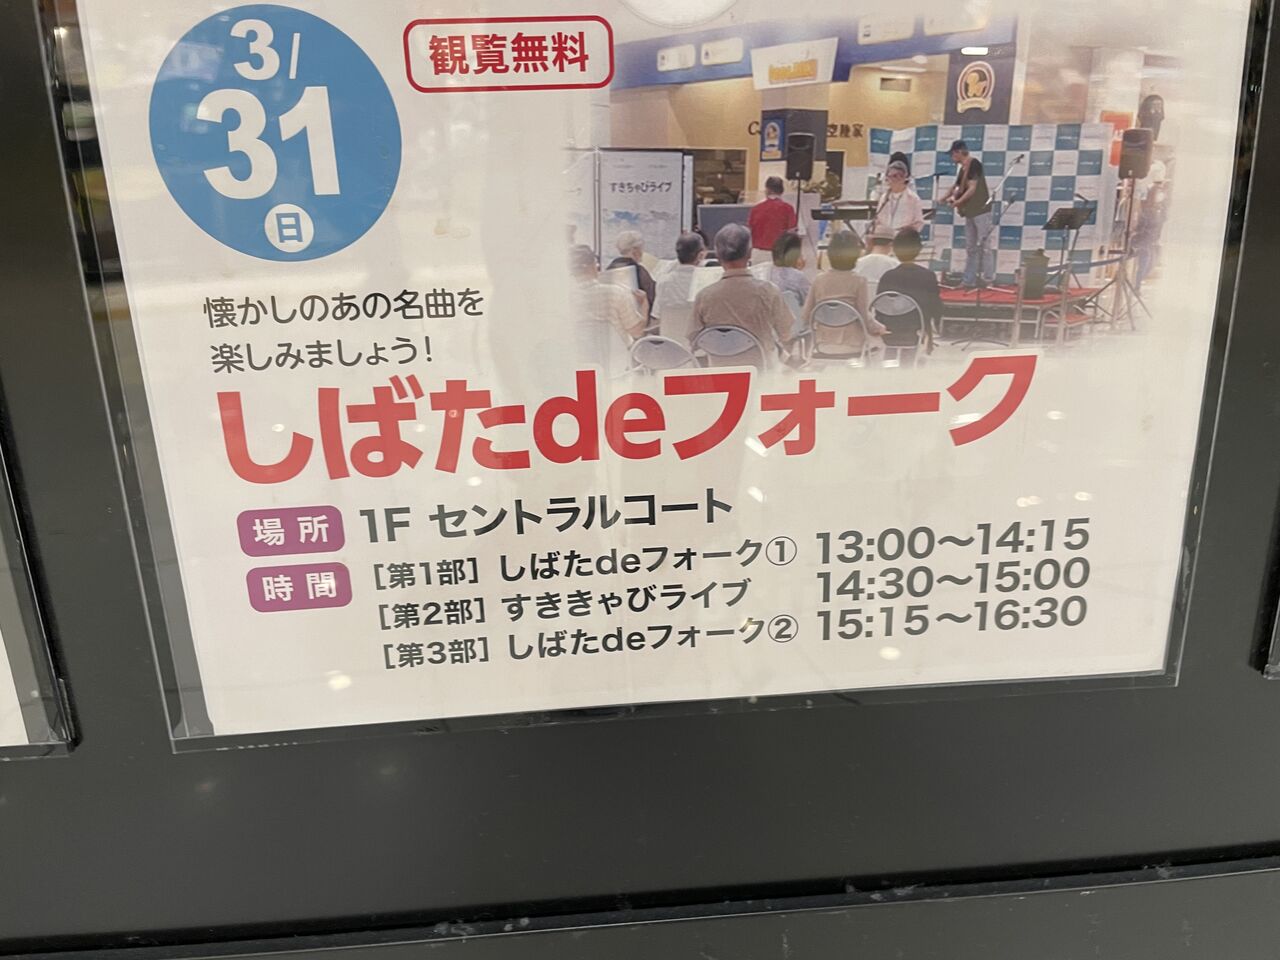 3/
31
日
観覧無料
空陸家
すきちゃびライブ
懐かしのあの名曲を
楽しみましょう!
しばたdeフォーク
場所 1F セントラルコート
時間 [第1部] しばたdeフォーク① 13:00〜14:15
[第2部] すききゃびライブ 14:30〜15:00
[第3部] しばたdeフォーク② 15:15〜16:30